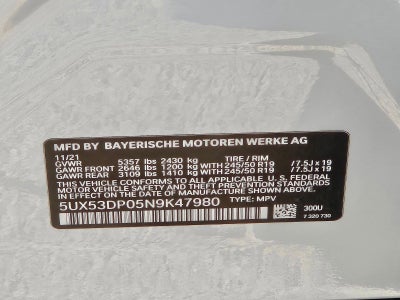 MFD BY BAYERISCHE MOTOREN WERKE AG
11/21
GVWR 5357 lbs 2430 kg TIRE / RIM
GAWR FRONT 2646 lbs 1200 kg WITH 245/50 R19 / 7.5J x 19
GAWR REAR 3109 lbs 1410 kg WITH 245/50 R19 / 7.5J x 19
THIS VEHICLE CONFORMS TO ALL APPLICABLE U.S. FEDERAL
MOTOR VEHICLE SAFETY AND THEFT PREVENTION STANDARDS
IN EFFECT ON THE DATE OF MANUFACTURE SHOWN ABOVE.
5UX53DP05N9K47980 TYPE: MPV 300U
7 320 730